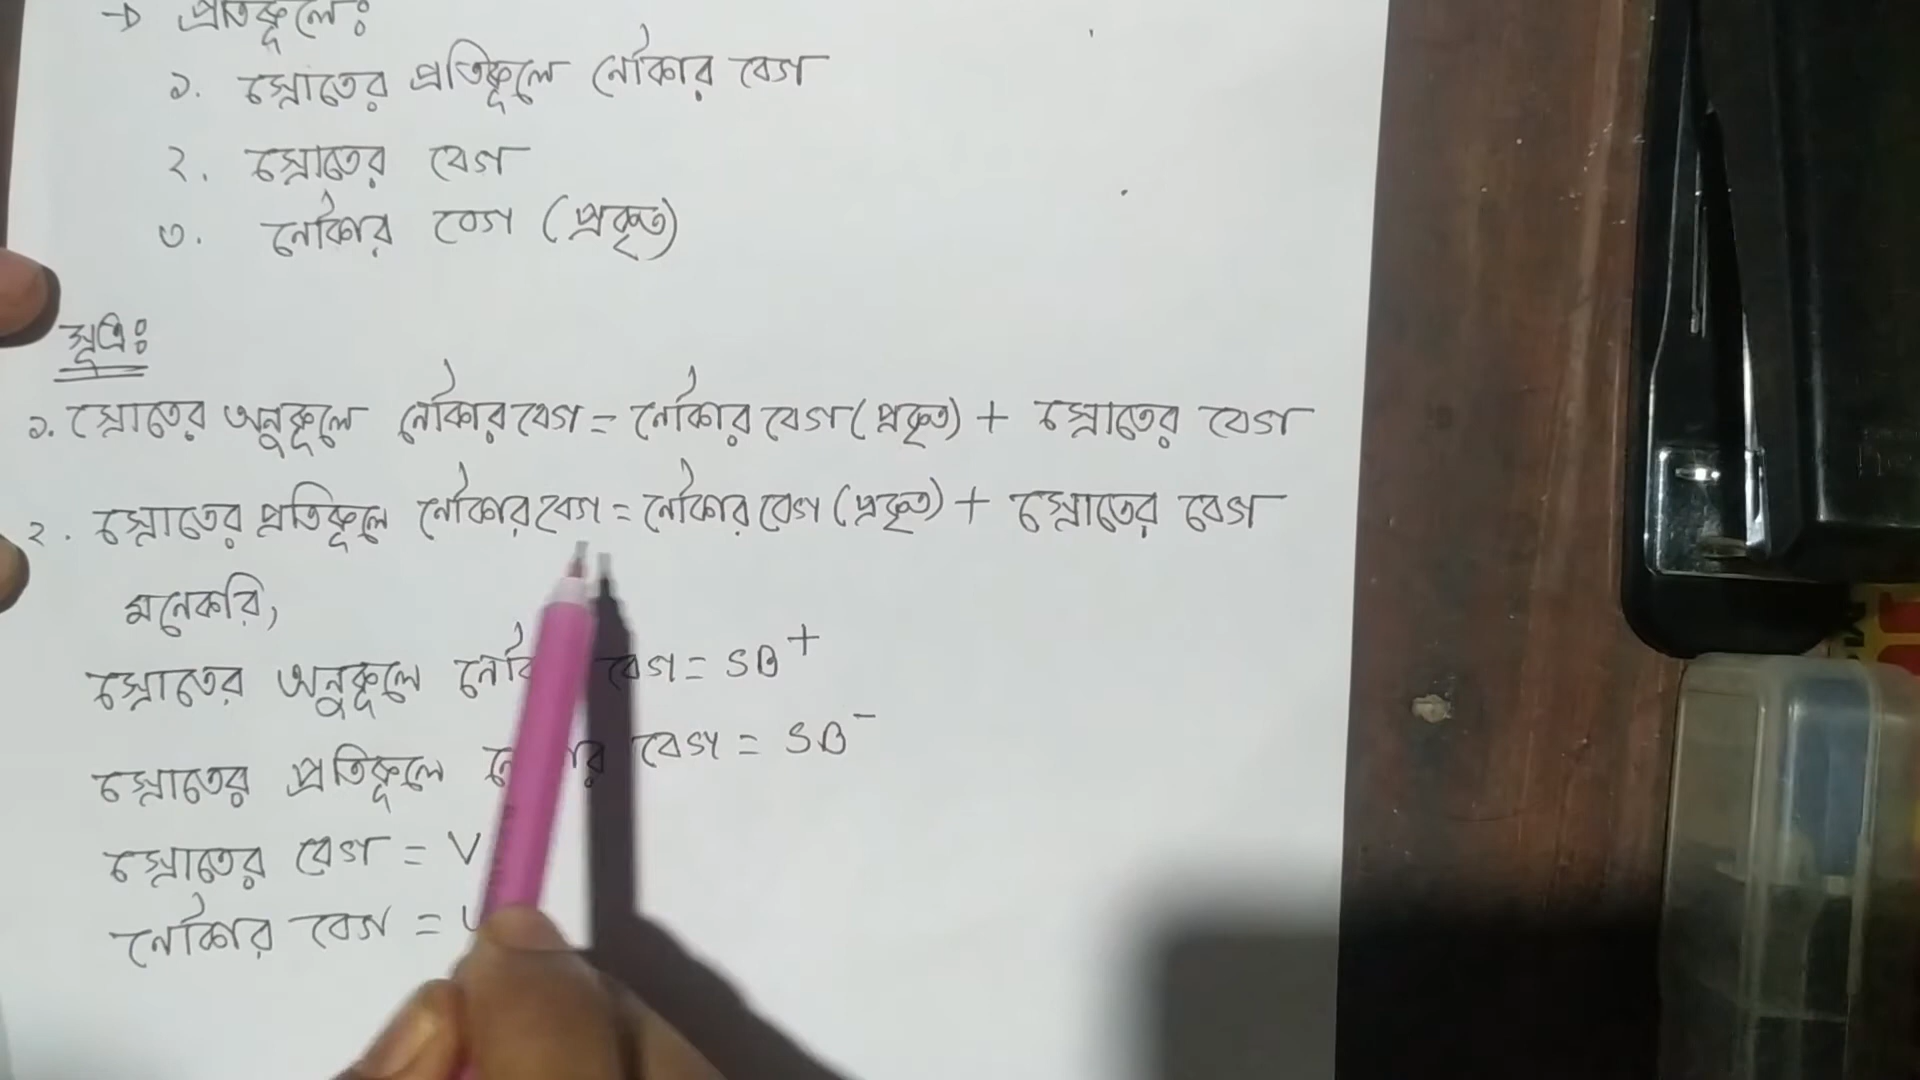 → প্রতিকূলে:
১. স্রোতের প্রতিকূলে নৌকার বেগ
২. স্রোতের বেগ
৩. নৌকার বেগ (প্রকৃত)
সূত্র:
১. স্রোতের অনুকূলে নৌকার বেগ = নৌকার বেগ (প্রকৃত) + স্রোতের বেগ
২. স্রোতের প্রতিকূলে নৌকার বেগ = নৌকার বেগ (প্রকৃত) + স্রোতের বেগ
মনেকরি,
স্রোতের অনুকূলে বেগ = SB⁺
স্রোতের প্রতিকূলে বেগ = SB⁻
স্রোতের বেগ = V
নৌকার বেগ =